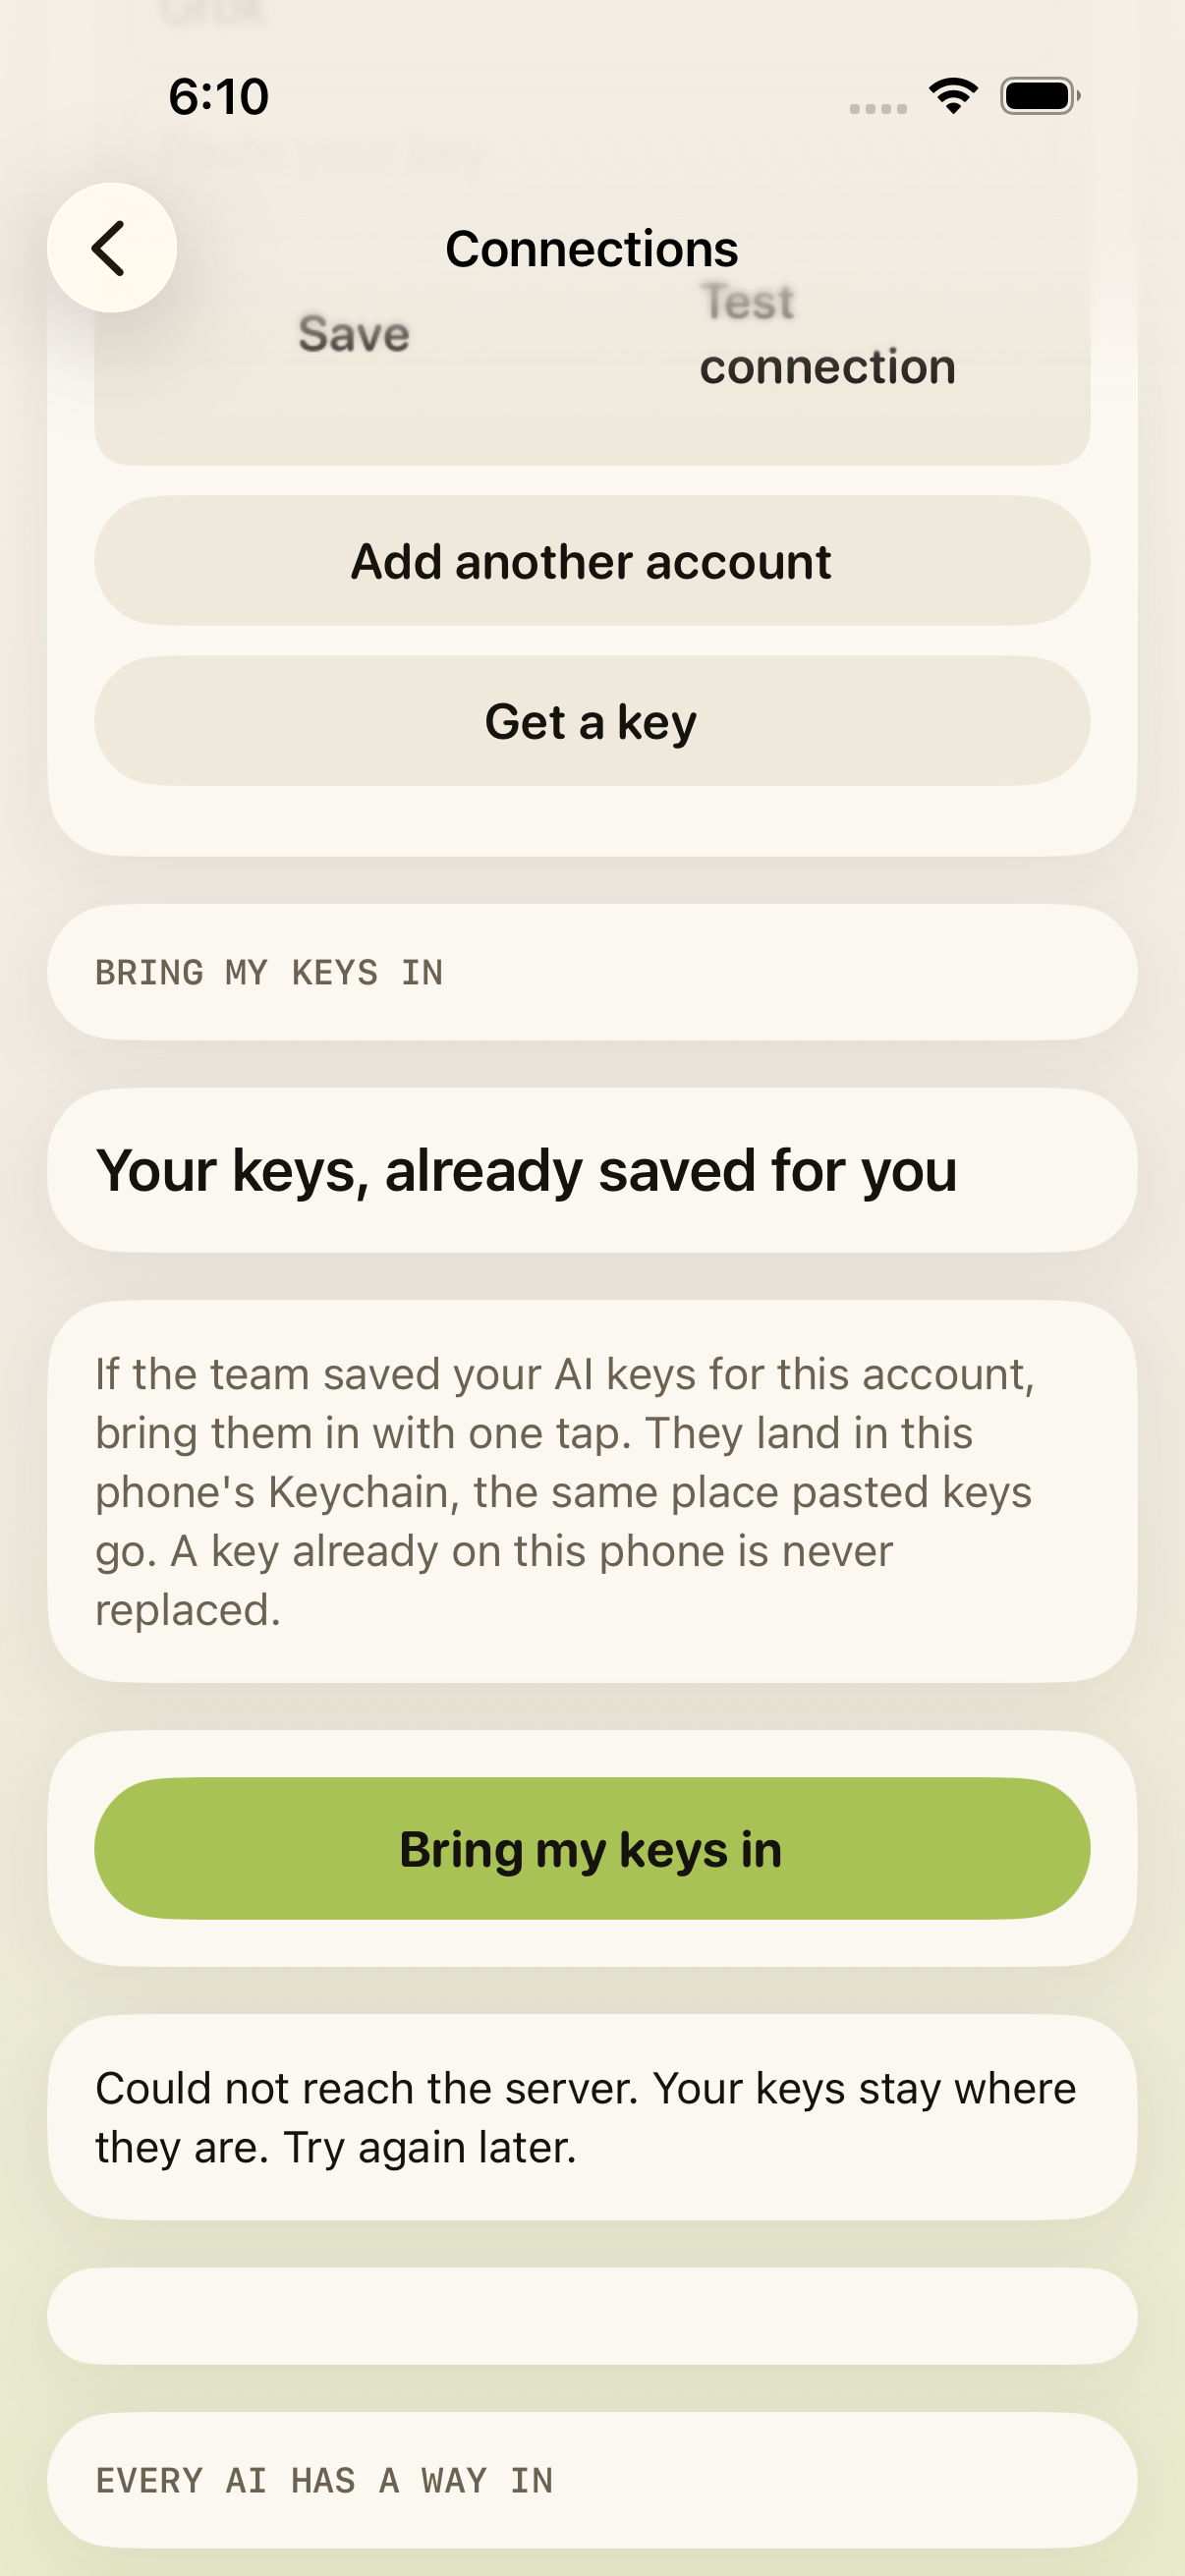 Grok
6:10
Paste your key
Connections
Save
Test
connection
Add another account
Get a key
BRING MY KEYS IN
Your keys, already saved for you
If the team saved your AI keys for this account,
bring them in with one tap. They land in this
phone's Keychain, the same place pasted keys
go. A key already on this phone is never
replaced.
Bring my keys in
Could not reach the server. Your keys stay where
they are. Try again later.
EVERY AI HAS A WAY IN